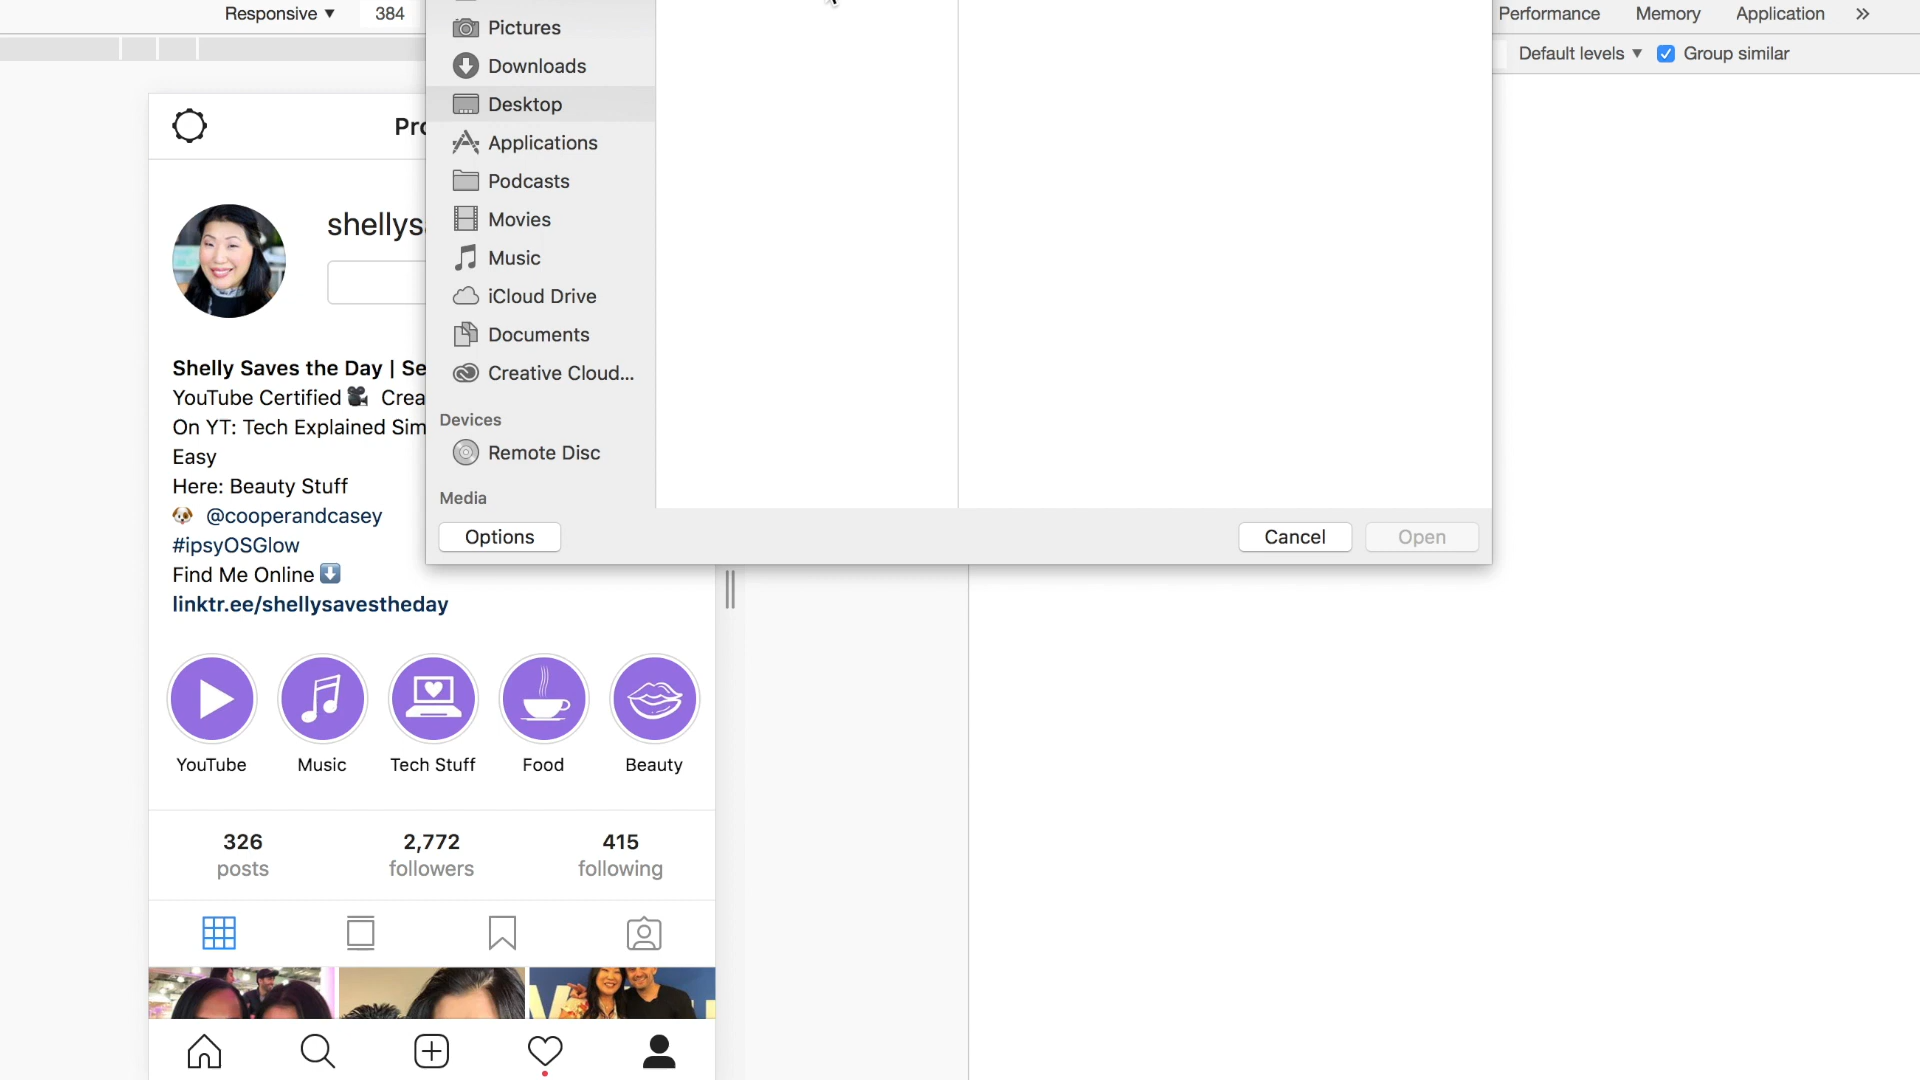 Responsive ▼ 384
Performance Memory Application »
Default levels ▼ Group similar
Pictures
Downloads
Desktop
Applications
Podcasts
Movies
Music
iCloud Drive
Documents
Creative Cloud...
Devices
Remote Disc
Media
Options
Cancel
Open
Pro
shellysa
Shelly Saves the Day | Se
YouTube Certified 🎥 Crea
On YT: Tech Explained Sim
Easy
Here: Beauty Stuff
🐶 @cooperandcasey
#ipsyOSGlow
Find Me Online ⬇️
linktr.ee/shellysavestheday
YouTube Music Tech Stuff Food Beauty
326 2,772 415
posts followers following